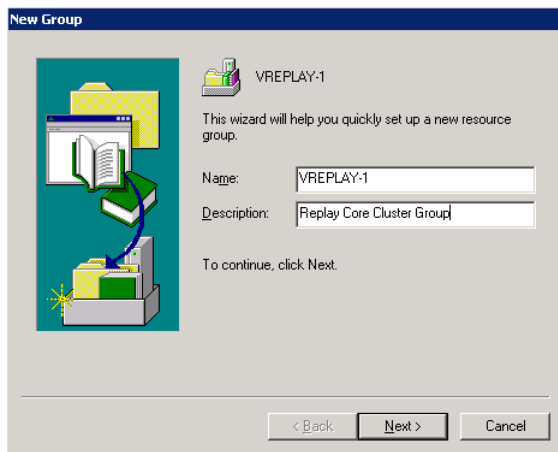 New Group
VREPLAY-1
This wizard will help you quickly set up a new resource
group.
Name: VREPLAY-1
Description: Replay Core Cluster Group
To continue, click Next.
< Back Next > Cancel